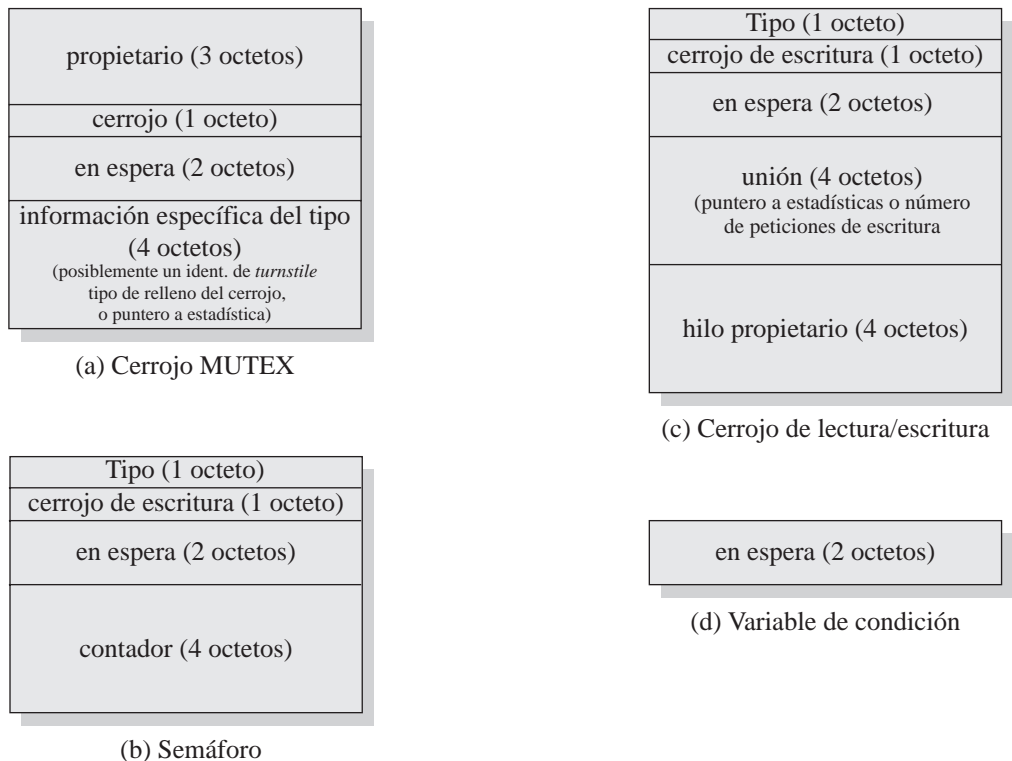 propietario (3 octetos)
cerrojo (1 octeto)
en espera (2 octetos)
información específica del tipo
(4 octetos)
(posiblemente un ident. de turnstile
tipo de relleno del cerrojo,
o puntero a estadística)
(a) Cerrojo MUTEX
Tipo (1 octeto)
cerrojo de escritura (1 octeto)
en espera (2 octetos)
contador (4 octetos)
(b) Semáforo
Tipo (1 octeto)
cerrojo de escritura (1 octeto)
en espera (2 octetos)
unión (4 octetos)
(puntero a estadísticas o número
de peticiones de escritura
hilo propietario (4 octetos)
(c) Cerrojo de lectura/escritura
en espera (2 octetos)
(d) Variable de condición